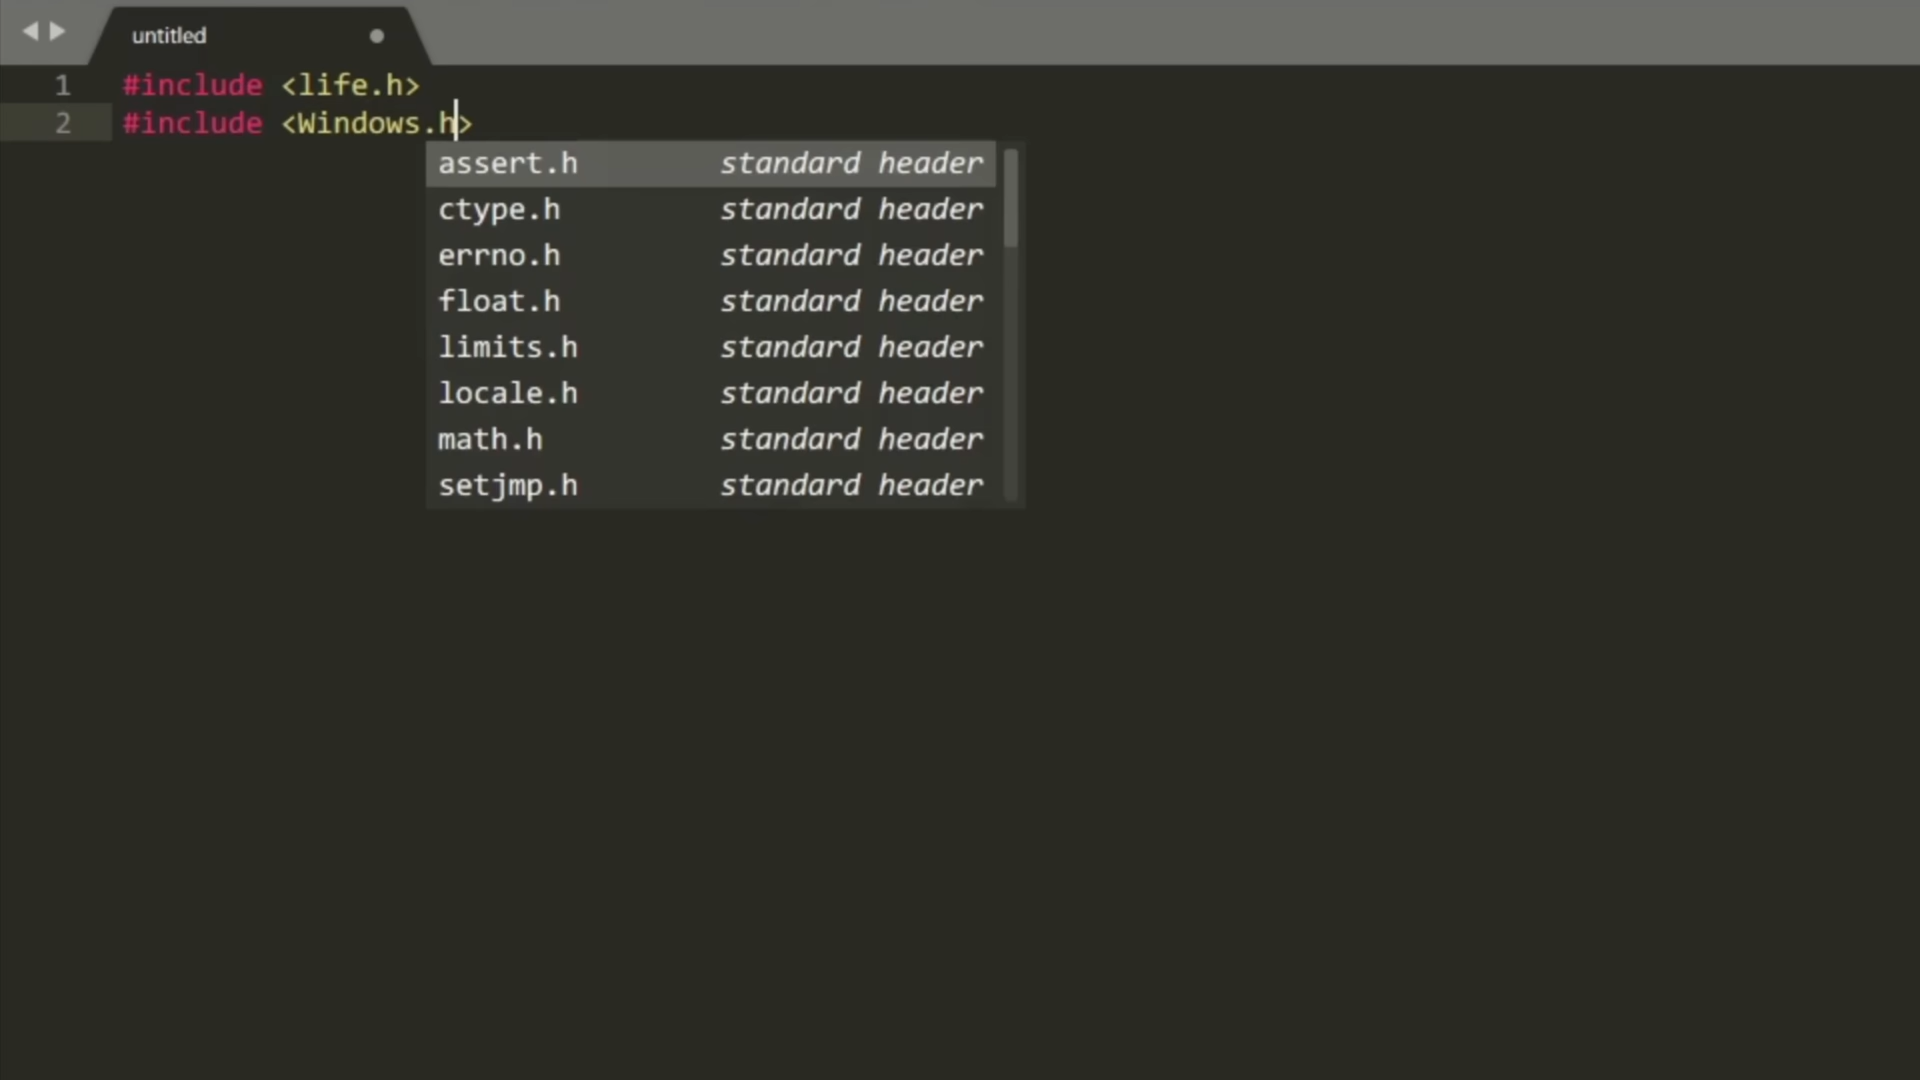 untitled
1 #include <life.h>
2 #include <Windows.h>
assert.h standard header
ctype.h standard header
errno.h standard header
float.h standard header
limits.h standard header
locale.h standard header
math.h standard header
setjmp.h standard header